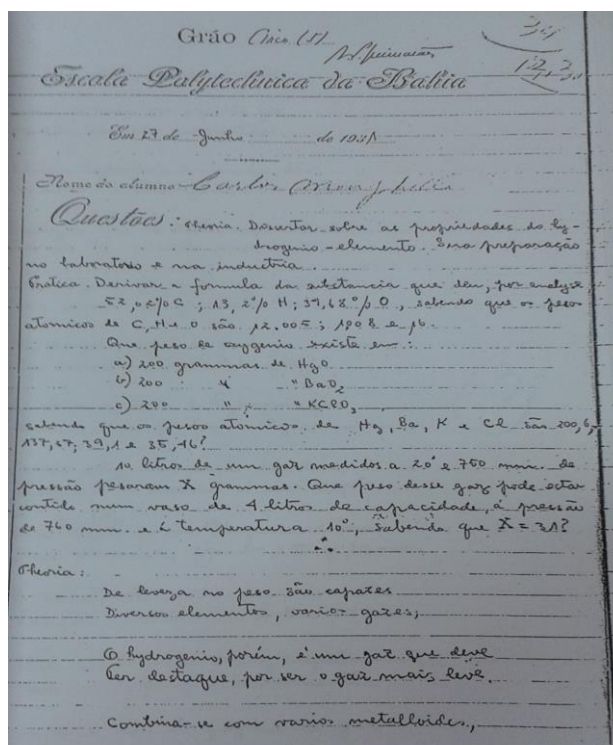 Gráo Cinco (5)
Escola Polytechnica da Bahia
Em 27 de Junho de 1931
Nome do alumno Carlos Marighella
Questões: Theoria. Dissertar sobre as propriedades do hy-
drogenio-elemento. Sua preparação
no laboratorio e na industria.
Pratica. Derivar a formula da substancia que deu, por analyse
52,02% C; 13,2% H; 34,68% O, sabendo que os pesos
atomicos de C, H e O são 12.005; 1008 e 16.
Que peso de oxygenio existe em:
a) 200 grammas de HgO
b) 200 " " BaO2
c) 200 " " KClO3
sabendo que os pesos atomicos de Hg, Ba, K e Cl são 200,6,
137,37, 39,1 e 35,46?
10 litros de um gaz medidos a 20° e 750 mm. de
pressão pesaram X grammas. Que peso desse gaz pode estar
contido num vaso de 4 litros de capacidade, á pressão
de 760 mm. e á temperatura 10°, sabendo que X = 31?
Theoria:
De leveza no peso são capazes
Diversos elementos, varios gazes,
O hydrogenio, porém, é um gaz que deve
Ter destaque, por ser o gaz mais leve.
Combina-se com varios metalloides,